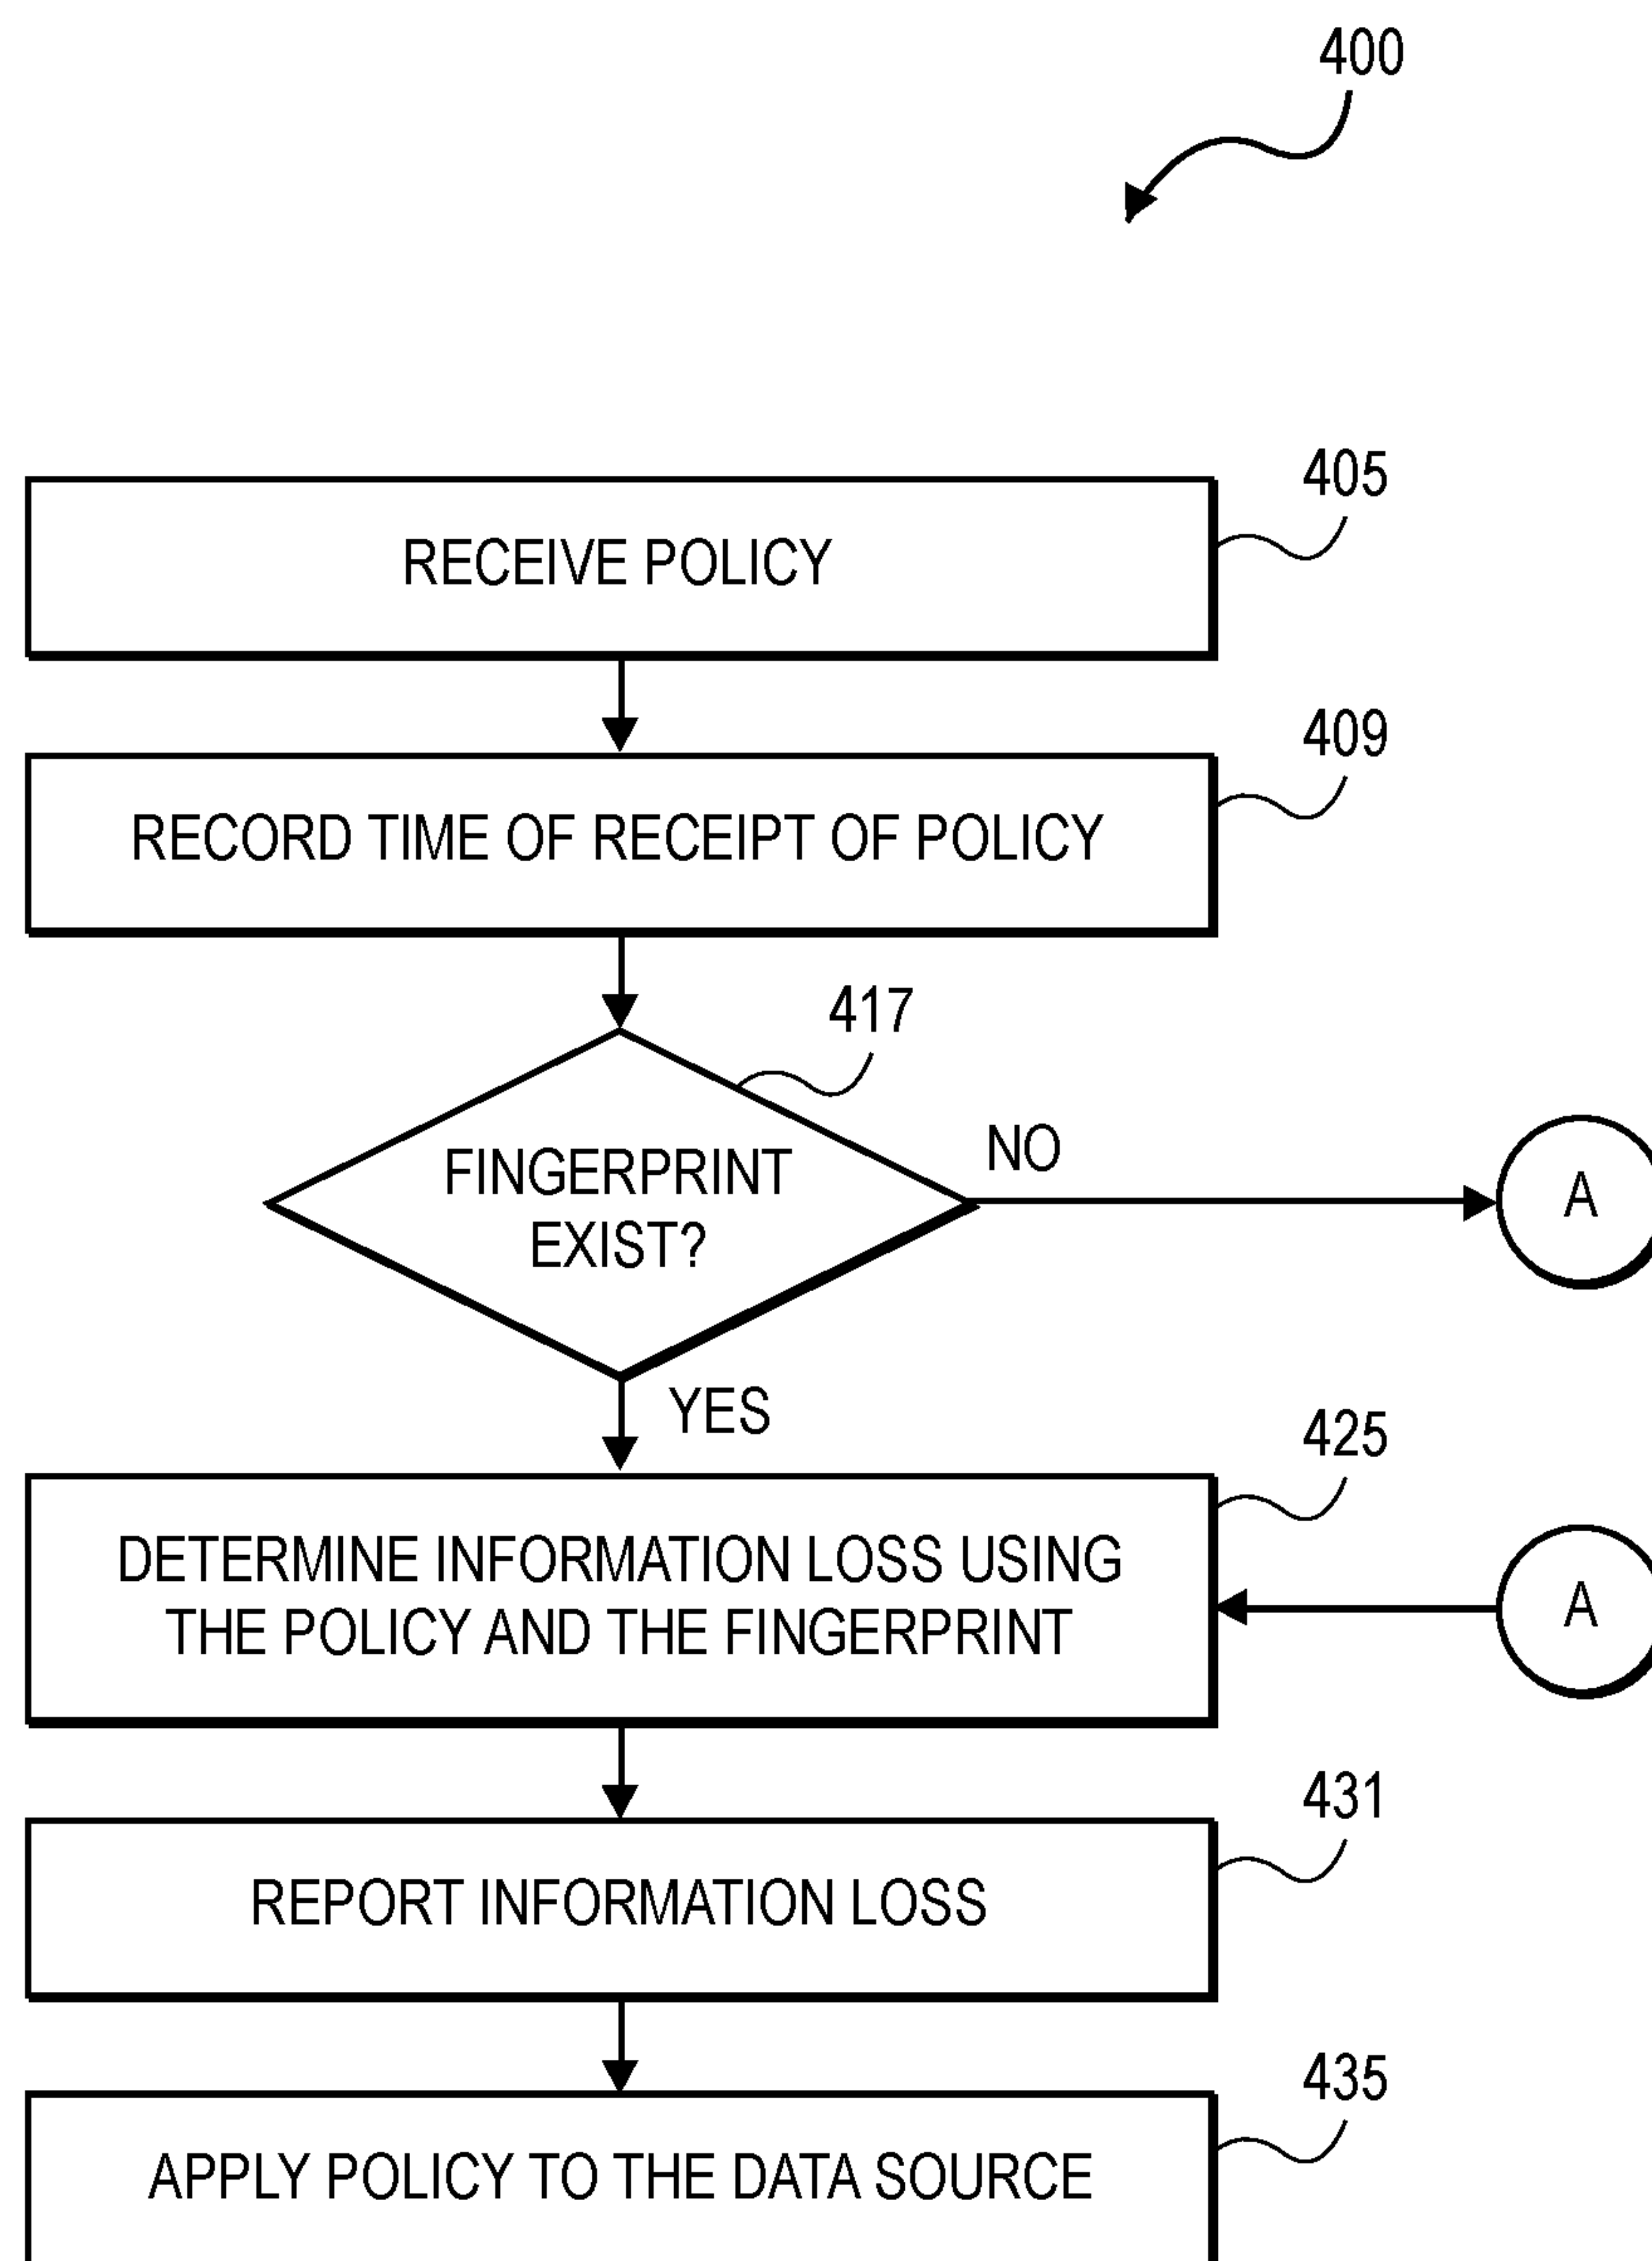 400
405
RECEIVE POLICY
409
RECORD TIME OF RECEIPT OF POLICY
417
FINGERPRINT
EXIST?
NO
A
YES
425
DETERMINE INFORMATION LOSS USING
THE POLICY AND THE FINGERPRINT
A
431
REPORT INFORMATION LOSS
435
APPLY POLICY TO THE DATA SOURCE